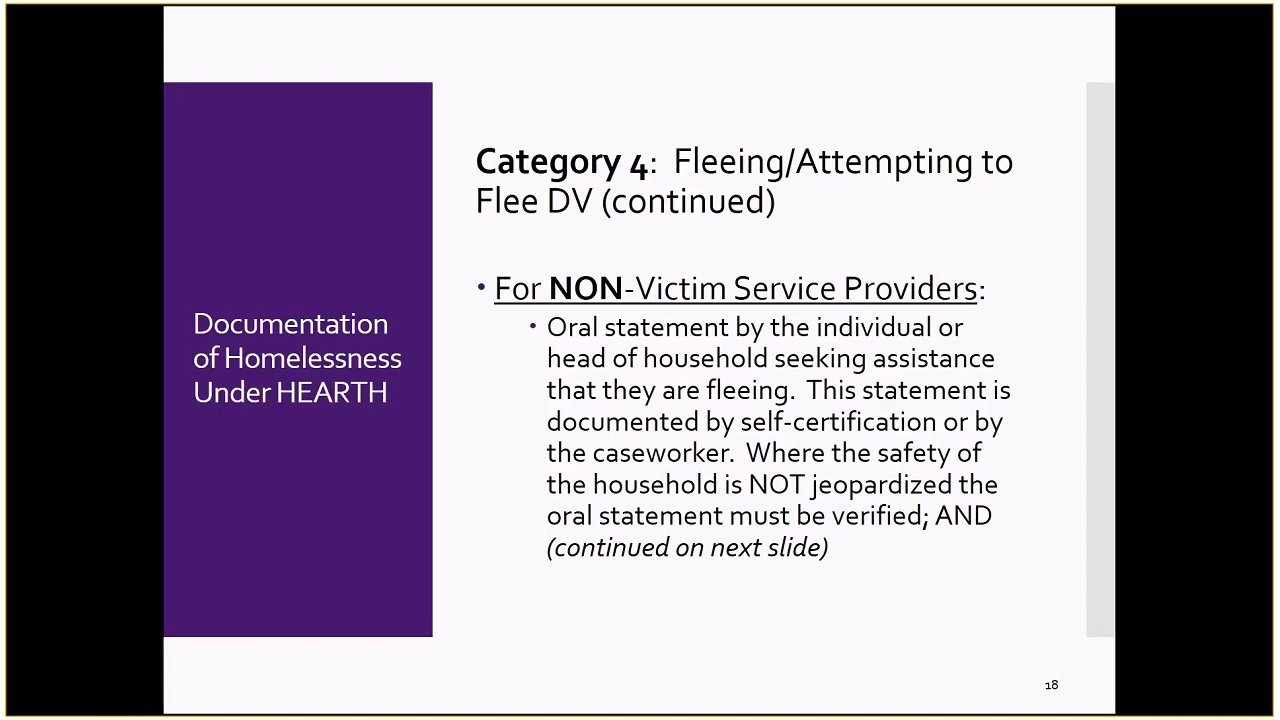 Documentation
of Homelessness
Under HEARTH
Category 4:  Fleeing/Attempting to
Flee DV (continued)
• For NON-Victim Service Providers:
• Oral statement by the individual or
head of household seeking assistance
that they are fleeing.  This statement is
documented by self-certification or by
the caseworker.  Where the safety of
the household is NOT jeopardized the
oral statement must be verified; AND
(continued on next slide)
18